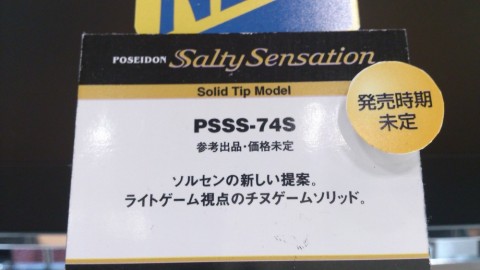 POSEIDON Salty Sensation
Solid Tip Model
PSSS-74S
参考出品・価格未定
発売時期
未定
ソルセンの新しい提案。
ライトゲーム視点のチヌゲームソリッド。